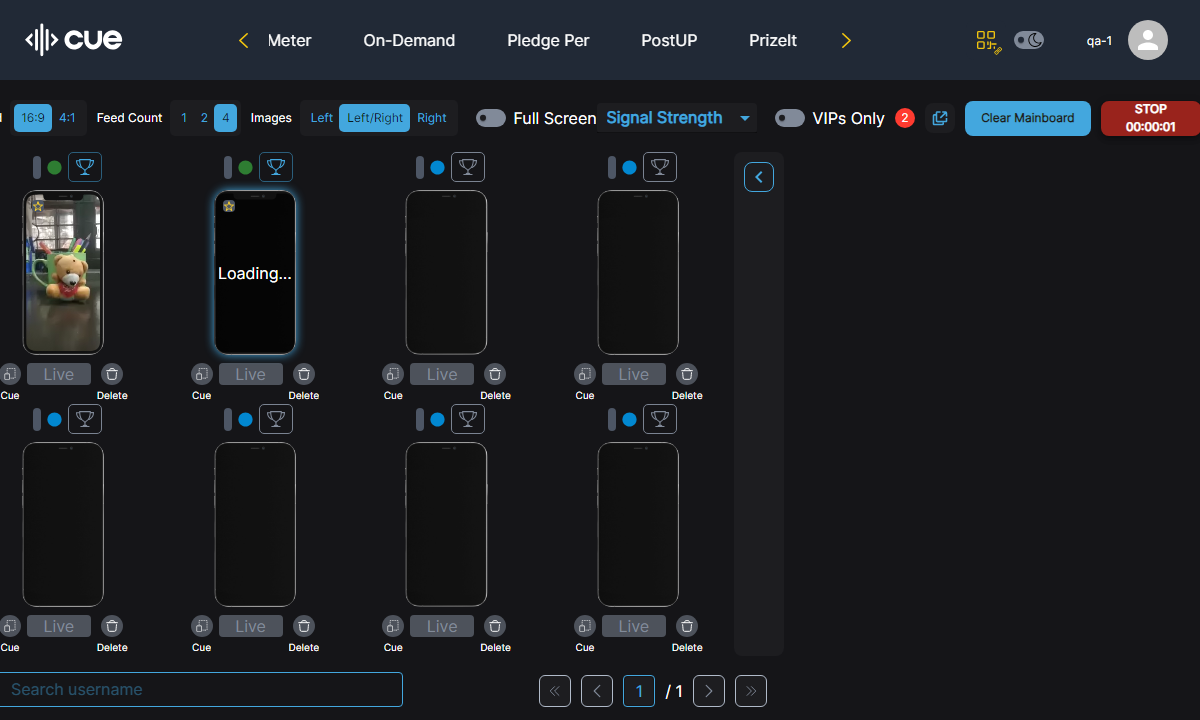 cue
Meter
On-Demand
Pledge Per
PostUP
PrizeIt
qa-1
16:9
4:1
Feed Count
1
2
4
Images
Left
Left/Right
Right
Full Screen
Signal Strength
VIPs Only
2
Clear Mainboard
STOP
00:00:01
Loading...
Live
Live
Live
Live
Cue
Delete
Cue
Delete
Cue
Delete
Cue
Delete
Live
Live
Live
Live
Cue
Delete
Cue
Delete
Cue
Delete
Cue
Delete
Search username
1
/ 1